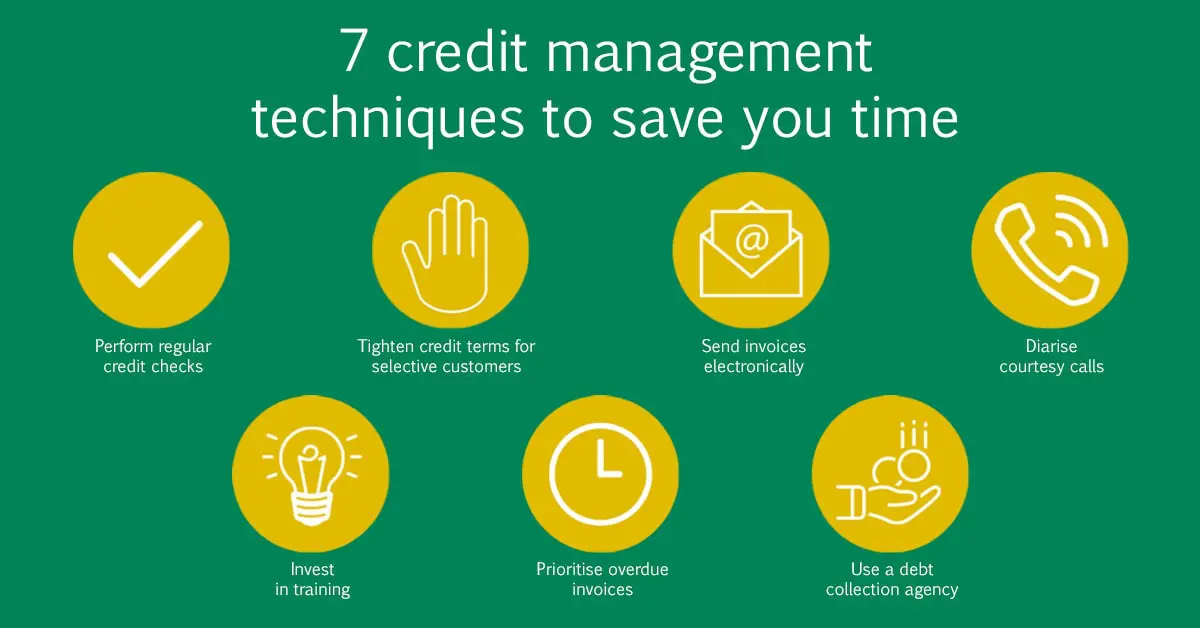 7 credit management
techniques to save you time
Perform regular
credit checks
Tighten credit terms for
selective customers
Send invoices
electronically
Diarise
courtesy calls
@
Invest
in training
Prioritise overdue
invoices
Use a debt
collection agency